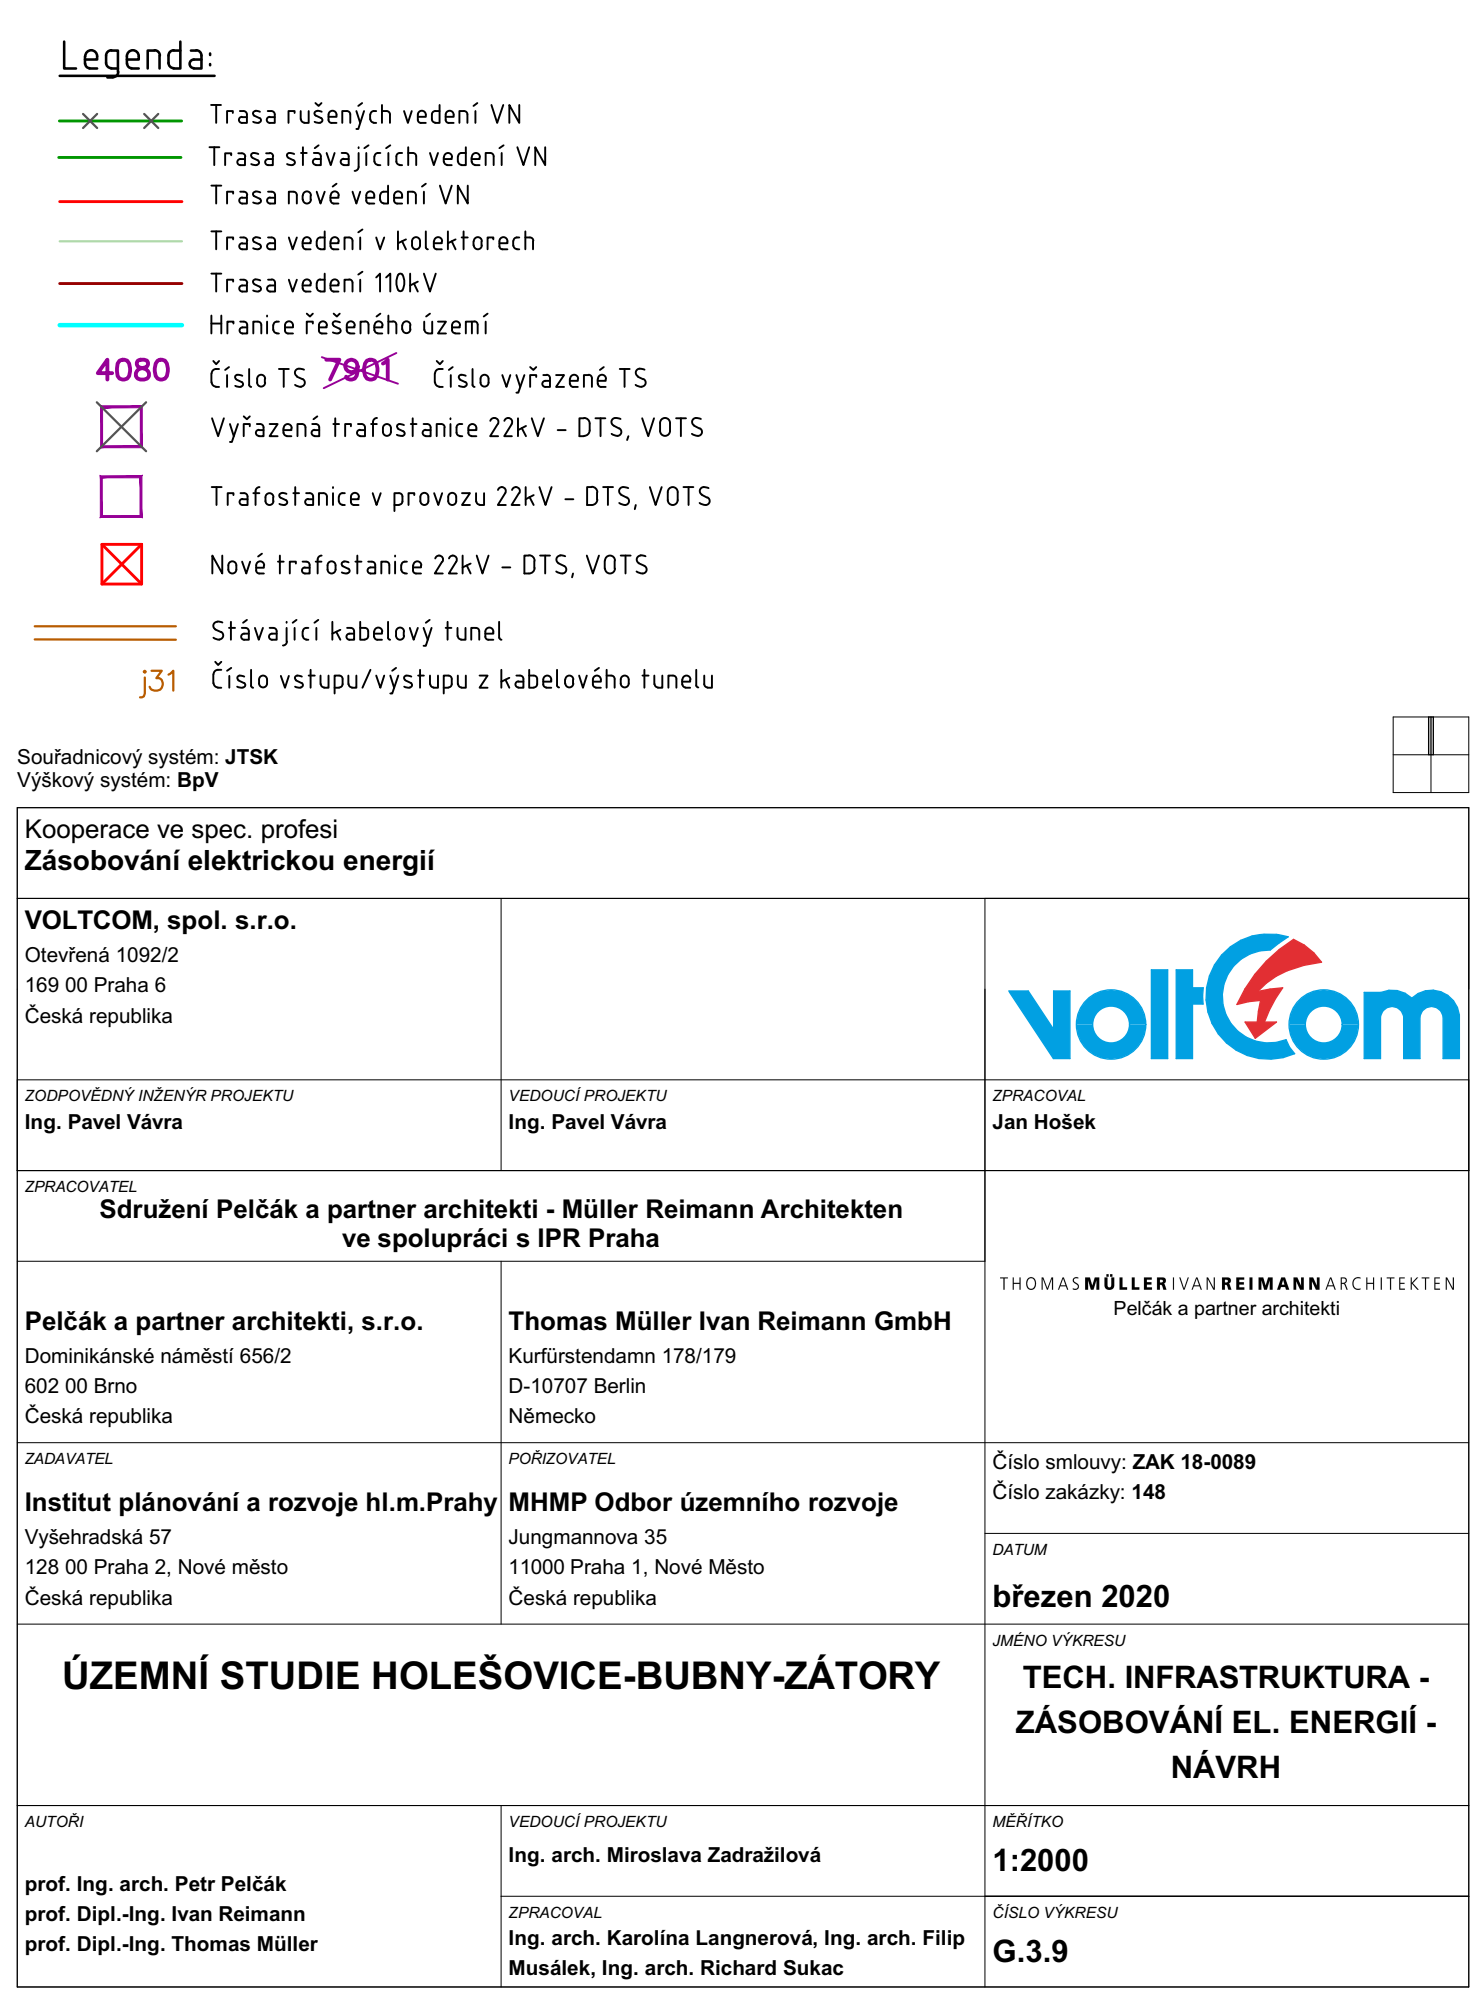 Legenda:
Trasa rušených vedení VN
Trasa stávajících vedení VN
Trasa nové vedení VN
Trasa vedení v kolektorech
Trasa vedení 110kV
Hranice řešeného území
4080 Číslo TS 7901 Číslo vyřazené TS
Vyřazená trafostanice 22kV - DTS, VOTS
Trafostanice v provozu 22kV - DTS, VOTS
Nové trafostanice 22kV - DTS, VOTS
Stávající kabelový tunel
j31 Číslo vstupu/výstupu z kabelového tunelu
Souřadnicový systém: JTSK
Výškový systém: BpV
Kooperace ve spec. profesi
Zásobování elektrickou energií
VOLTCOM, spol. s.r.o.
Otevřená 1092/2
169 00 Praha 6
Česká republika
voltCom
ZODPOVĚDNÝ INŽENÝR PROJEKTU
Ing. Pavel Vávra
VEDOUCÍ PROJEKTU
Ing. Pavel Vávra
ZPRACOVAL
Jan Hošek
ZPRACOVATEL
Sdružení Pelčák a partner architekti - Müller Reimann Architekten
ve spolupráci s IPR Praha
THOMASMÜLLERIVANREIMANNARCHITEKTEN
Pelčák a partner architekti
Pelčák a partner architekti, s.r.o.
Dominikánské náměstí 656/2
602 00 Brno
Česká republika
Thomas Müller Ivan Reimann GmbH
Kurfürstendamn 178/179
D-10707 Berlin
Německo
ZADAVATEL
Institut plánování a rozvoje hl.m.Prahy
Vyšehradská 57
128 00 Praha 2, Nové město
Česká republika
POŘIZOVATEL
MHMP Odbor územního rozvoje
Jungmannova 35
11000 Praha 1, Nové Město
Česká republika
Číslo smlouvy: ZAK 18-0089
Číslo zakázky: 148
DATUM
březen 2020
ÚZEMNÍ STUDIE HOLEŠOVICE-BUBNY-ZÁTORY
JMÉNO VÝKRESU
TECH. INFRASTRUKTURA -
ZÁSOBOVÁNÍ EL. ENERGIÍ -
NÁVRH
AUTOŘI
prof. Ing. arch. Petr Pelčák
prof. Dipl.-Ing. Ivan Reimann
prof. Dipl.-Ing. Thomas Müller
VEDOUCÍ PROJEKTU
Ing. arch. Miroslava Zadražilová
ZPRACOVAL
Ing. arch. Karolína Langnerová, Ing. arch. Filip
Musálek, Ing. arch. Richard Sukac
MĚŘÍTKO
1:2000
ČÍSLO VÝKRESU
G.3.9